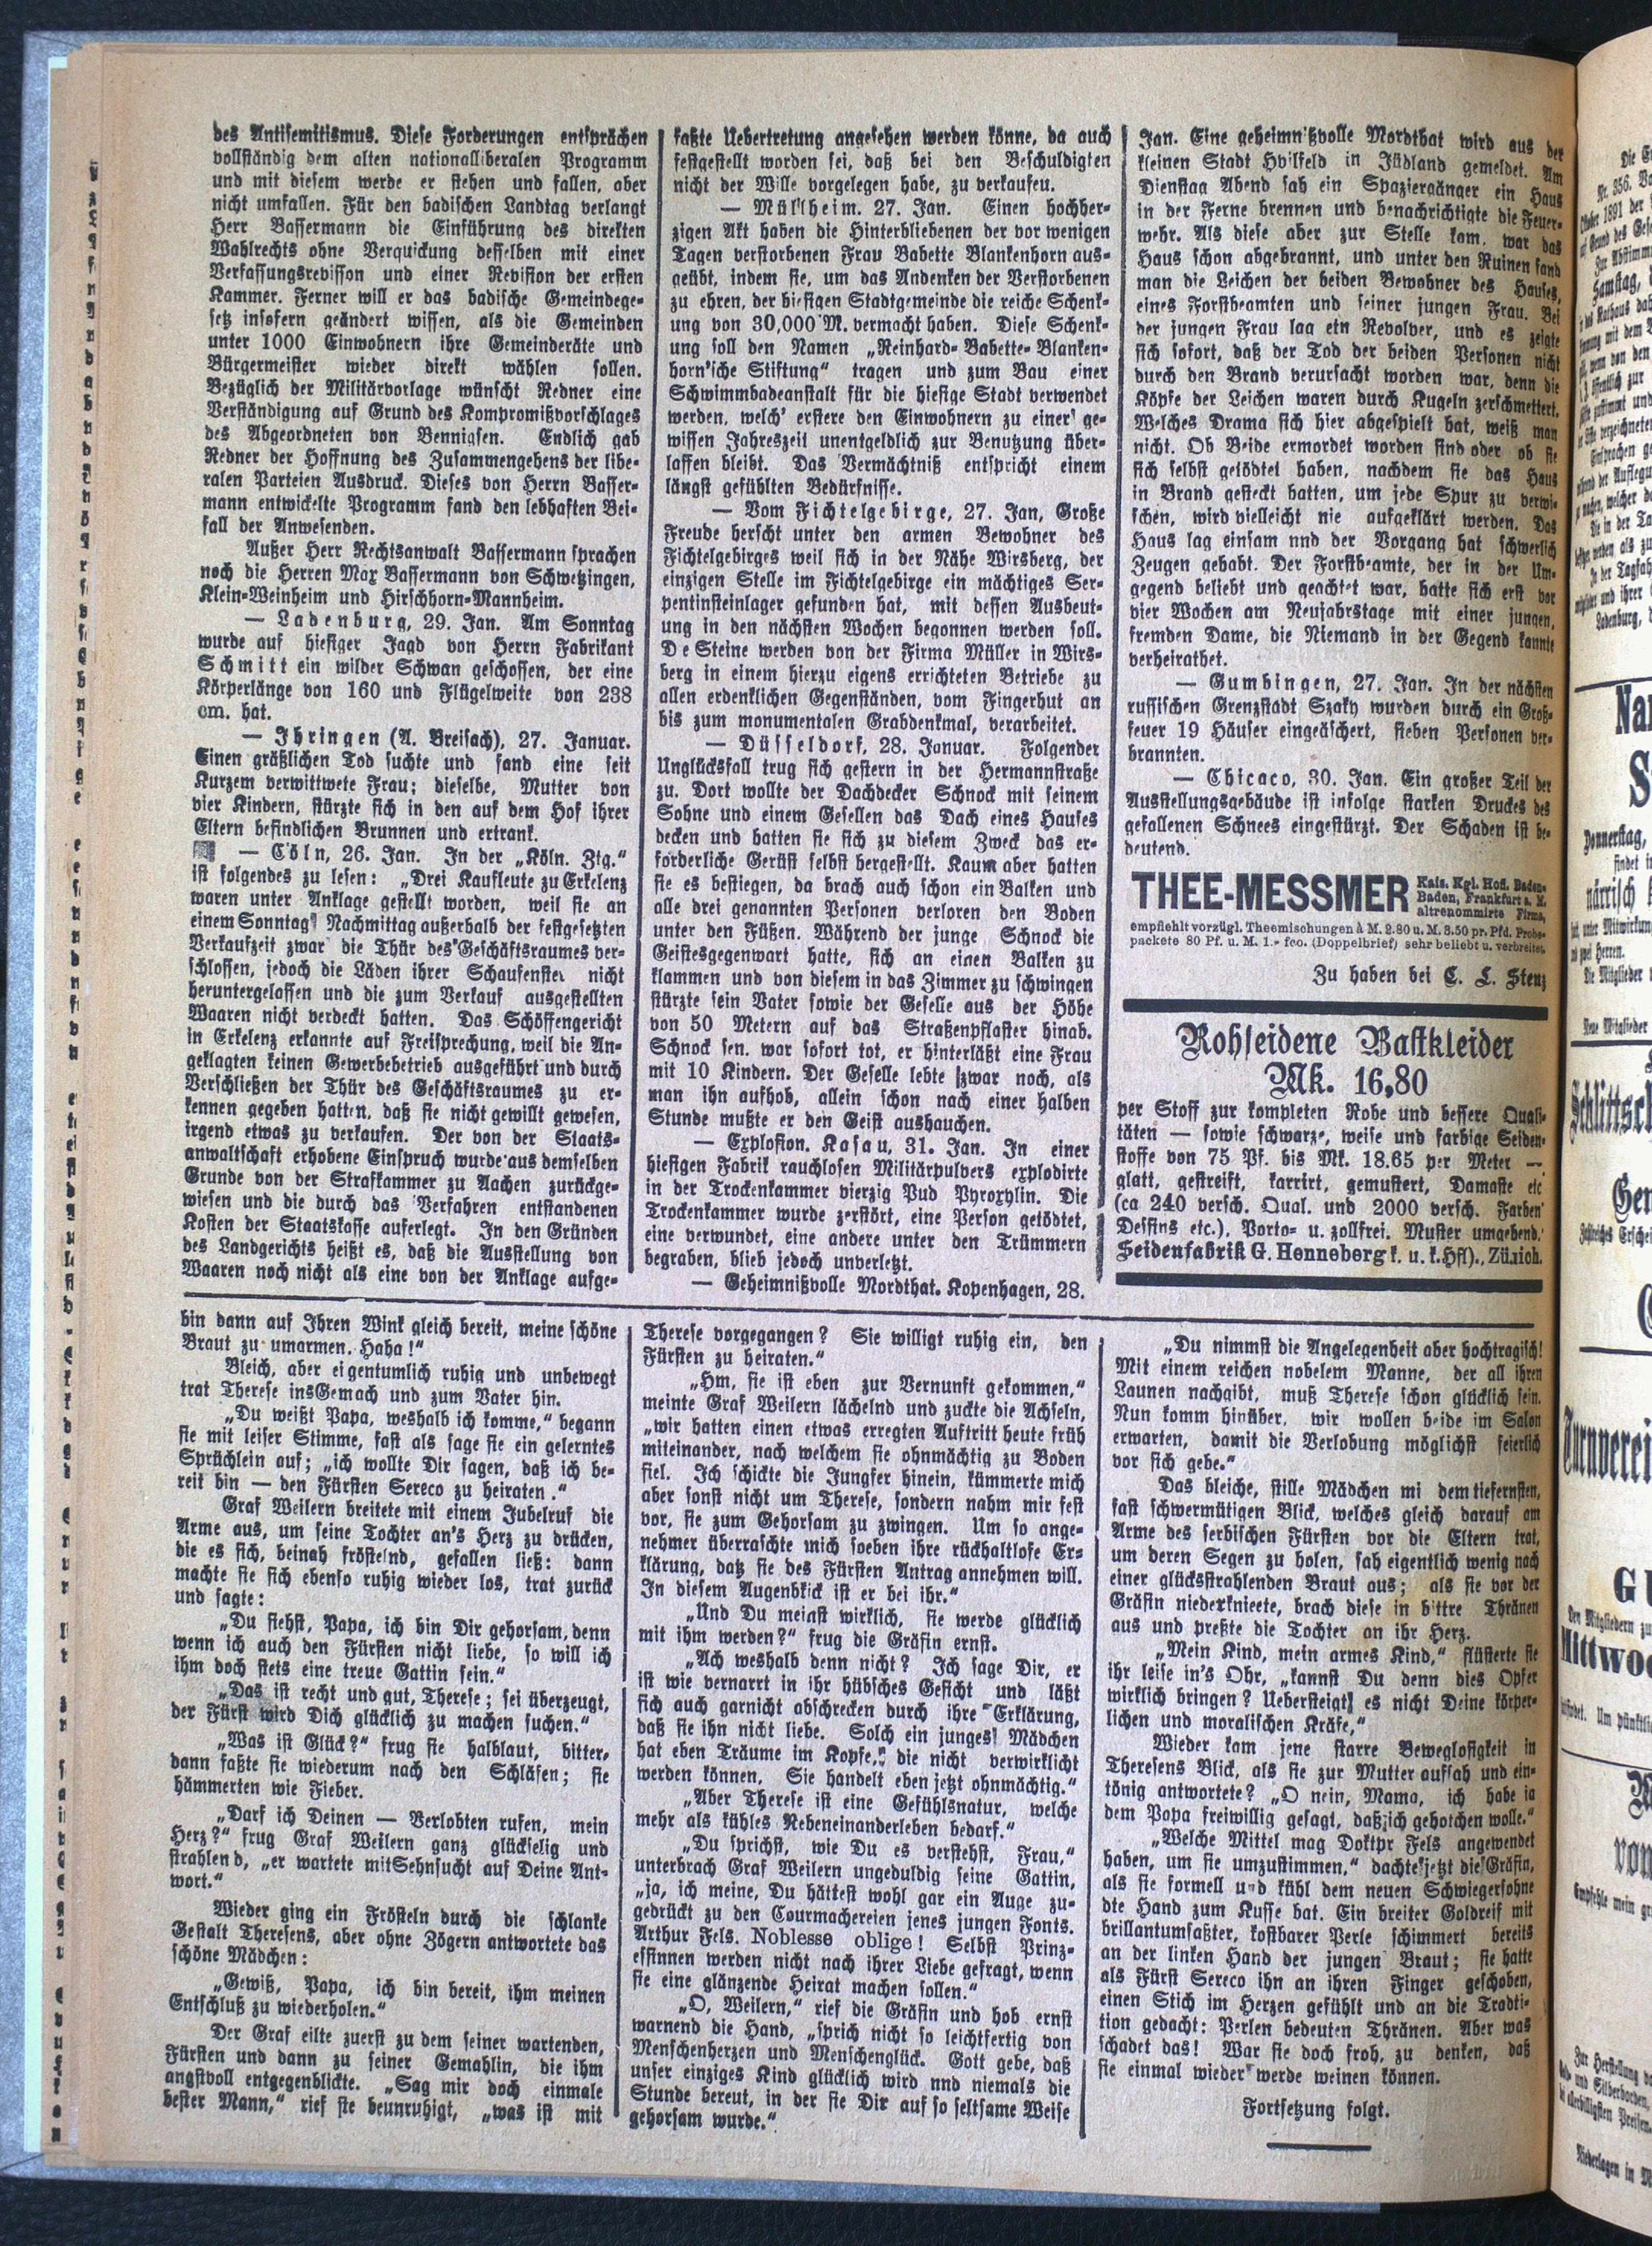 des Antisemitismus. Diese Forderungen entsprächen
vollständig dem alten nationalliberalen Programm
und mit diesem werde er stehen und fallen, aber
nicht umfallen. Für den badischen Landtag verlangt
Herr Bassermann die Einführung des direkten
Wahlrechts ohne Verquickung desselben mit einer
Verfassungsrevisson und einer Revision der ersten
Kammer. Ferner will er das badische Gemeindege-
setz insofern geändert wissen, als die Gemeinden
unter 1000 Einwohnern ihre Gemeinderäte und
Bürgermeister wieder direkt wählen sollen.
Bezüglich der Militärvorlage wünscht Redner eine
Verständigung auf Grund des Kompromißvorschlages
des Abgeordneten von Bennigsen. Endlich gab
Redner der Hoffnung des Zusammengehens der libe-
ralen Parteien Ausdruck. Dieses von Herrn Basser-
mann entwickelte Programm fand den lebhaften Bei-
fall der Anwesenden.
Außer Herr Rechtsanwalt Bassermann sprachen
noch die Herren Max Bassermann von Schwetzingen,
Klein-Weinheim und Hirschhorn-Mannheim.
— Ladenburg, 29. Jan. Am Sonntag
wurde auf hiesiger Jagd von Herrn Fabrikant
Schmitt ein wilder Schwan geschossen, der eine
Körperlänge von 160 und Flügelweite von 238
cm. hat.
— Ihringen (A. Breisach), 27. Januar.
Einen gräßlichen Tod suchte und fand eine seit
Kurzem verwittwete Frau; dieselbe, Mutter von
vier Kindern, stürzte sich in den auf dem Hof ihrer
Eltern befindlichen Brunnen und ertrank.
— Cöln, 26. Jan. In der „Köln. Ztg.“
ist folgendes zu lesen: „Drei Kaufleute zu Erkelenz
waren unter Anklage gestellt worden, weil sie an
einem Sonntag Nachmittag außerhalb der festgesetzten
Verkaufzeit zwar die Thür des Geschäftsraumes ver-
schlossen, jedoch die Läden ihrer Schaufenster nicht
heruntergelassen und die zum Verkauf ausgestellten
Waaren nicht verdeckt hatten. Das Schöffengericht
in Erkelenz erkannte auf Freisprechung, weil die An-
geklagten keinen Gewerbebetrieb ausgeführt und durch
Verschließen der Thür des Geschäftsraumes zu er-
kennen gegeben hatten, daß sie nicht gewillt gewesen,
irgend etwas zu verkaufen. Der von der Staats-
anwaltschaft erhobene Einspruch wurde aus demselben
Grunde von der Strafkammer zu Aachen zurückge-
wiesen und die durch das Verfahren entstandenen
Kosten der Staatskasse auferlegt. In den Gründen
des Landgerichts heißt es, daß die Ausstellung von
Waaren noch nicht als eine von der Anklage aufge-
faßte Uebertretung angesehen werden könne, da auch
festgestellt worden sei, daß bei den Beschuldigten
nicht der Wille vorgelegen habe, zu verkaufeu.
— Müllheim. 27. Jan. Einen hochher-
zigen Akt haben die Hinterbliebenen der vor wenigen
Tagen verstorbenen Frau Babette Blankenhorn aus-
geübt, indem sie, um das Andenken der Verstorbenen
zu ehren, der hiesigen Stadtgemeinde die reiche Schenk-
ung von 30,000 M. vermacht haben. Diese Schenk-
ung soll den Namen „Reinhard- Babette- Blanken-
horn'sche Stiftung“ tragen und zum Bau einer
Schwimmbadeanstalt für die hiesige Stadt verwendet
werden, welch' erstere den Einwohnern zu einer ge-
wissen Jahreszeit unentgeldlich zur Benutzung über-
lassen bleibt. Das Vermächtniß entspricht einem
längst gefühlten Bedürfnisse.
— Vom Fichtelgebirge, 27. Jan, Große
Freude herscht unter den armen Bewohner des
Fichtelgebirges weil sich in der Nähe Wirsberg, der
einzigen Stelle im Fichtelgebirge ein mächtiges Ser-
pentinsteinlager gefunden hat, mit dessen Ausbeut-
ung in den nächsten Wochen begonnen werden soll.
De Steine werden von der Firma Müller in Wirs-
berg in einem hierzu eigens errichteten Betriebe zu
allen erdenklichen Gegenständen, vom Fingerhut an
bis zum monumentalen Grabdenkmal, verarbeitet.
— Düsseldorf, 28. Januar. Folgender
Unglücksfall trug sich gestern in der Hermannstraße
zu. Dort wollte der Dachdecker Schnock mit seinem
Sohne und einem Gesellen das Dach eines Hauses
decken und hatten sie sich zu diesem Zweck das er-
forderliche Gerüst selbst hergestellt. Kaum aber hatten
sie es bestiegen, da brach auch schon ein Balken und
alle drei genannten Personen verloren den Boden
unter den Füßen. Während der junge Schnock die
Geistesgegenwart hatte, sich an einen Balken zu
klammen und von diesem in das Zimmer zu schwingen
stürzte sein Vater sowie der Geselle aus der Höhe
von 50 Metern auf das Straßenpflaster hinab.
Schnock sen. war sofort tot, er hinterläßt eine Frau
mit 10 Kindern. Der Geselle lebte zwar noch, als
man ihn aufhob, allein schon nach einer halben
Stunde mußte er den Geist aushauchen.
— Explosion. Kasau, 31. Jan. In einer
hiesigen Fabrik rauchlosen Militärpulvers explodirte
in der Trockenkammer vierzig Pud Pyroxylin. Die
Trockenkammer wurde zerstört, eine Person getödtet,
eine verwundet, eine andere unter den Trümmern
begraben, blieb jedoch unverletzt.
— Geheimnißvolle Mordthat. Kopenhagen, 28.
Jan. Eine geheimnißvolle Mordthat wird aus der
kleinen Stadt Hvilfeld in Jüdland gemeldet. Am
Dienstag Abend sah ein Spaziergänger ein Haus
in der Ferne brennen und benachrichtigte die Feuer-
wehr. Als diese aber zur Stelle kam, war das
Haus schon abgebrannt, und unter den Ruinen fand
man die Leichen der beiden Bewohner des Hauses,
eines Forstbeamten und seiner jungen Frau. Bei
der jungen Frau lag etn Revolver, und es zeigte
sich sofort, daß der Tod der beiden Personen nicht
durch den Brand verursacht worden war, denn die
Köpfe der Leichen waren durch Kugeln zerschmettert.
Welches Drama sich hier abgespielt hat, weiß man
nicht. Ob Beide ermordet worden sind oder ob sie
sich selbst getödtet haben, nachdem sie das Haus
in Brand gesteckt hatten, um jede Spur zu verwi-
schen, wird vielleicht nie aufgeklärt werden. Das
Haus lag einsam nnd der Vorgang hat schwerlich
Zeugen gehabt. Der Forstbeamte, der in der Um-
gegend beliebt und geachtet war, hatte sich erst vor
vier Wochen am Neujahrstage mit einer jungen,
fremden Dame, die Niemand in der Gegend kannte
verheirathet.
— Gumbingen, 27. Jan. In der nächsten
russischen Grenzstadt Szaky wurden durch ein Groß-
feuer 19 Häuser eingeäschert, sieben Personen ver-
brannten.
— Chicaco, 30. Jan. Ein großer Teil der
Ausstellungsgebäude ist infolge starken Druckes des
gefallenen Schnees eingestürzt. Der Schaden ist be-
deutend.
THEE-MESSMER Kais. Kgl. Hofl. Baden-
Baden, Frankfurt a. M.
altrenommirte Firma,
empfiehlt vorzügl. Theemischungen à M. 2.80 u. M. 3.50 pr. Pfd. Probe-
packete 80 Pf. u. M. 1.- fco. (Doppelbrief) sehr beliebt u. verbreitet.
Zu haben bei C. L. Stenz
Rohseidene Bastkleider
Mk. 16,80
per Stoff zur kompleten Robe und bessere Quali-
täten — sowie schwarze, weise und farbige Seiden-
stoffe von 75 Pf. bis Mk. 18.65 per Meter —
glatt, gestreift, karrirt, gemustert, Damaste etc
(ca 240 versch. Qual. und 2000 versch. Farben
Dessins etc.). Porto- u. zollfrei. Muster umgehend.
Seidenfabrik G. Henneberg k. u. k. Hfl)., Zürich.
bin dann auf Ihren Wink gleich bereit, meine schöne
Braut zu umarmen. Haha!“
Bleich, aber eigentumlich ruhig und unbewegt
trat Therese insGemach und zum Vater hin.
„Du weißt Papa, weshalb ich komme,“ begann
sie mit leiser Stimme, fast als sage sie ein gelerntes
Sprüchlein auf; „ich wollte Dir sagen, daß ich be-
reit bin — den Fürsten Sereco zu heiraten.“
Graf Weilern breitete mit einem Jubelruf die
Arme aus, um seine Tochter an's Herz zu drücken,
die es sich, beinah fröstelnd, gefallen ließ: dann
machte sie sich ebenso ruhig wieder los, trat zurück
und sagte:
„Du siehst, Papa, ich bin Dir gehorsam, denn
wenn ich auch den Fürsten nicht liebe, so will ich
ihm doch stets eine treue Gattin sein.“
„Das ist recht und gut, Therese; sei überzeugt,
der Fürst wird Dich glücklich zu machen suchen.“
„Was ist Glück?“ frug sie halblaut, bitter,
dann faßte sie wiederum nach den Schläfen; sie
hämmerten wie Fieber.
„Darf ich Deinen — Verlobten rufen, mein
Herz?“ frug Graf Weilern ganz glückselig und
strahlend, „er wartete mitSehnsucht auf Deine Ant-
wort.“
Wieder ging ein Frösteln durch die schlanke
Gestalt Theresens, aber ohne Zögern antwortete das
schöne Mädchen:
„Gewiß, Papa, ich bin bereit, ihm meinen
Entschluß zu wiederholen.“
Der Graf eilte zuerst zu dem seiner wartenden,
Fürsten und dann zu seiner Gemahlin, die ihm
angstvoll entgegenblickte. „Sag mir doch einmale
bester Mann,“ rief sie beunruhigt, „was ist mit
Therese vorgegangen? Sie willigt ruhig ein, den
Fürsten zu heiraten.“
„Hm, sie ist eben zur Vernunft gekommen,“
meinte Graf Weilern lächelnd und zuckte die Achseln,
„wir hatten einen etwas erregten Auftritt heute früh
miteinander, nach welchem sie ohnmächtig zu Boden
fiel. Ich schickte die Jungfer hinein, kümmerte mich
aber sonst nicht um Therese, sondern nahm mir fest
vor, sie zum Gehorsam zu zwingen. Um so ange-
nehmer überraschte mich soeben ihre rückhaltlose Er-
klärung, daß sie des Fürsten Antrag annehmen will.
In diesem Augenbkick ist er bei ihr.“
„Und Du meinst wirklich, sie werde glücklich
mit ihm werden?“ frug die Gräfin ernst.
„Ach weshalb denn nicht? Ich sage Dir, er
ist wie vernarrt in ihr hübsches Gesicht und läßt
sich auch garnicht abschrecken durch ihre Erklärung,
daß sie ihn nicht liebe. Solch ein junges Mädchen
hat eben Träume im Kopfe, die nicht verwirklicht
werden können, Sie handelt eben jetzt ohnmächtig.“
„Aber Therese ist eine Gefühlsnatur, welche
mehr als kühles Nebeneinanderleben bedarf.“
„Du sprichst, wie Du es verstehst, Frau,“
unterbrach Graf Weilern ungeduldig seine Gattin,
„ja, ich meine, Du hättest wohl gar ein Auge zu-
gedrückt zu den Courmachereien jenes jungen Fonts.
Arthur Fels. Noblesse oblige! Selbst Prinz-
essinnen werden nicht nach ihrer Liebe gefragt, wenn
sie eine glänzende Heirat machen sollen.“
„O, Weilern,“ rief die Gräfin und hob ernst
warnend die Hand, „sprich nicht so leichtfertig von
Menschenherzen und Menschenglück. Gott gebe, daß
unser einziges Kind glücklich wird nnd niemals die
Stunde bereut, in der sie Dir auf so seltsame Weise
gehorsam wurde.“
„Du nimmst die Angelegenheit aber hochtragisch!
Mit einem reichen nobelem Manne, der all ihren
Launen nachgibt, muß Therese schon glücklich sein.
Nun komm hinüber, wir wollen beide im Salon
erwarten, damit die Verlobung möglichst feierlich
vor sich gehe.“
Das bleiche, stille Mädchen mi dem tiefernsten,
fast schwermütigen Blick, welches gleich darauf am
Arme des serbischen Fürsten vor die Eltern trat,
um deren Segen zu holen, sah eigentlich wenig nach
einer glücksstrahlenden Braut aus; als sie vor der
Gräfin niederknieete, brach diese in bittre Thränen
aus und preßte die Tochter an ihr Herz.
„Mein Kind, mein armes Kind,“ flüsterte sie
ihr leise in's Ohr, „kannst Du denn dies Opfer
wirklich bringen? Uebersteigt es nicht Deine körper-
lichen und moralischen Kräfe,“
Wieder kam jene starre Beweglosigkeit in
Theresens Blick, als sie zur Mutter aufsah und ein-
tönig antwortete? „O nein, Mama, ich habe ja
dem Papa freiwillig gesagt, daß ich gehotchen wolle.“
„Welche Mittel mag Doktpr Fels angewendet
haben, um sie umzustimmen,“ dachte jetzt die Gräfin,
als sie formell und kühl dem neuen Schwiegersohne
dte Hand zum Kusse bat. Ein breiter Goldreif mit
brillantumfaßter, kostbarer Perle schimmert bereits
an der linken Hand der jungen Braut; sie hatte
als Fürst Sereco ihn an ihren Finger geschoben,
einen Stich im Herzen gefühlt und an die Tradti-
tion gedacht: Perlen bedeuten Thränen. Aber was
schadet das! War sie doch froh, zu denken, daß
sie einmal wieder werde weinen können.
Fortsetzung folgt.